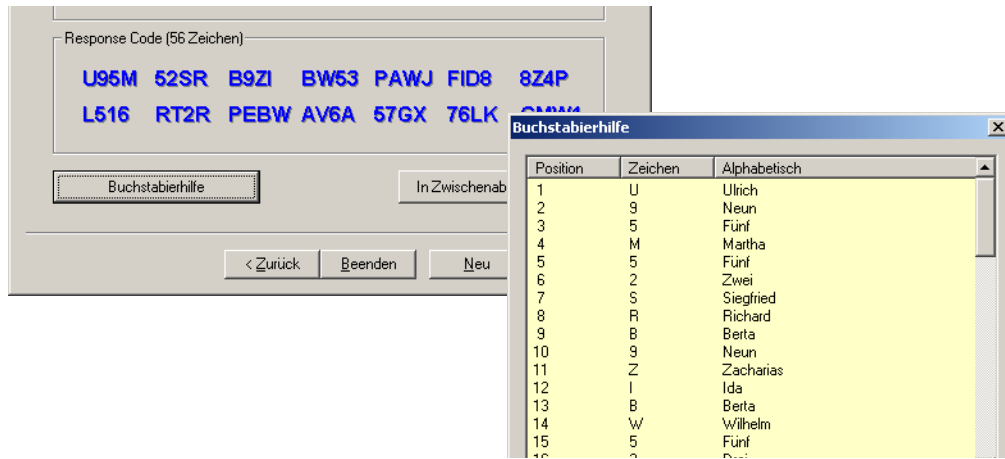 Response Code (56 Zeichen)
U95M 52SR B9ZI BW53 PAWJ FID8 8Z4P
L516 RT2R PEBW AV6A 57GX 76LK
Buchstabierhilfe
In Zwischenab
< Zurück Beenden Neu
Buchstabierhilfe
Position Zeichen Alphabetisch
1 U Ulrich
2 9 Neun
3 5 Fünf
4 M Martha
5 5 Fünf
6 2 Zwei
7 S Siegfried
8 R Richard
9 B Berta
10 9 Neun
11 Z Zacharias
12 I Ida
13 B Berta
14 W Wilhelm
15 5 Fünf